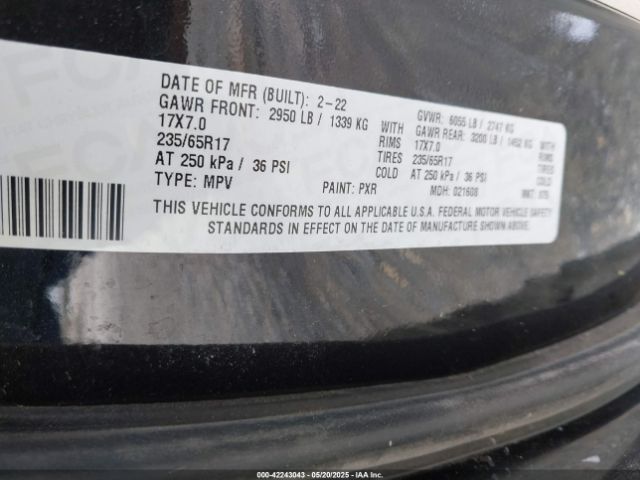 DATE OF MFR (BUILT): 2-22 GVWR: 6055 LB / 2747 KG
GAWR FRONT: 2950 LB / 1339 KG WITH GAWR REAR: 3200 LB / 1452 KG WITH
17X7.0 RIMS 17X7.0 RIMS
235/65R17 TIRES 235/65R17 TIRES
AT 250 kPa / 36 PSI COLD AT 250 kPa / 36 PSI COLD
TYPE: MPV PAINT: PXR MDH: 021608
THIS VEHICLE CONFORMS TO ALL APPLICABLE U.S.A. FEDERAL MOTOR VEHICLE SAFETY
STANDARDS IN EFFECT ON THE DATE OF MANUFACTURE SHOWN ABOVE.
000-42243043 - 05/20/2025 - IAA Inc.